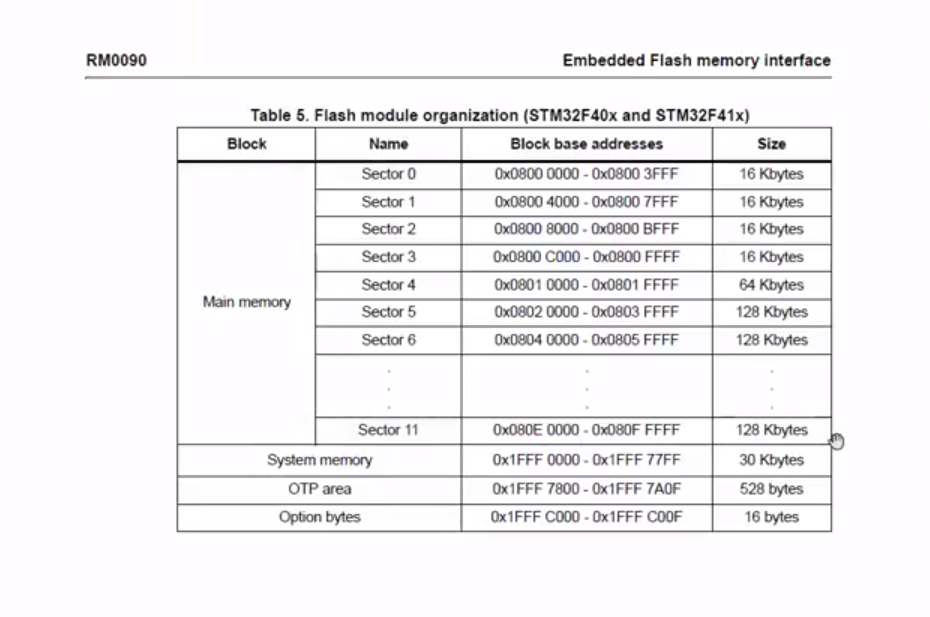 RM0090 Embedded Flash memory interface
Table 5. Flash module organization (STM32F40x and STM32F41x)
Block Name Block base addresses Size
Sector 0 0x0800 0000 - 0x0800 3FFF 16 Kbytes
Sector 1 0x0800 4000 - 0x0800 7FFF 16 Kbytes
Sector 2 0x0800 8000 - 0x0800 BFFF 16 Kbytes
Sector 3 0x0800 C000 - 0x0800 FFFF 16 Kbytes
Sector 4 0x0801 0000 - 0x0801 FFFF 64 Kbytes
Main memory
Sector 5 0x0802 0000 - 0x0803 FFFF 128 Kbytes
Sector 6 0x0804 0000 - 0x0805 FFFF 128 Kbytes
. . .
. . .
. . .
Sector 11 0x080E 0000 - 0x080F FFFF 128 Kbytes
System memory 0x1FFF 0000 - 0x1FFF 77FF 30 Kbytes
OTP area 0x1FFF 7800 - 0x1FFF 7A0F 528 bytes
Option bytes 0x1FFF C000 - 0x1FFF C00F 16 bytes